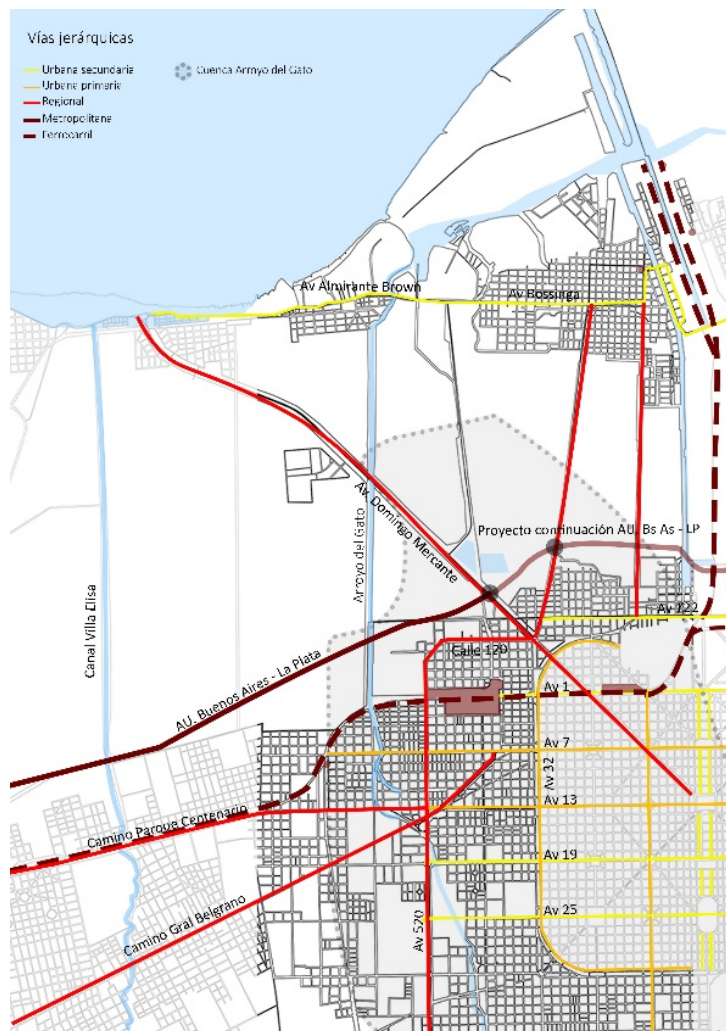 Vías jerárquicas
Urbana secundaria
Cuenca Arroyo del Gato
Urbana primaria
Regional
Metropolitana
Ferrocarril
Av Almirante Brown
Av Bossinga
Av. Domingo Mercante
Proyecto continuación AU. Bs As - LP
Arroyo del Gato
Canal Villa Elisa
Av 122
Calle 120
AU. Buenos Aires - La Plata
Av 1
Av 7
Av 32
Av 13
Camino Parque Centenario
Av 19
Av 25
Camino Gral Belgrano
Av 520